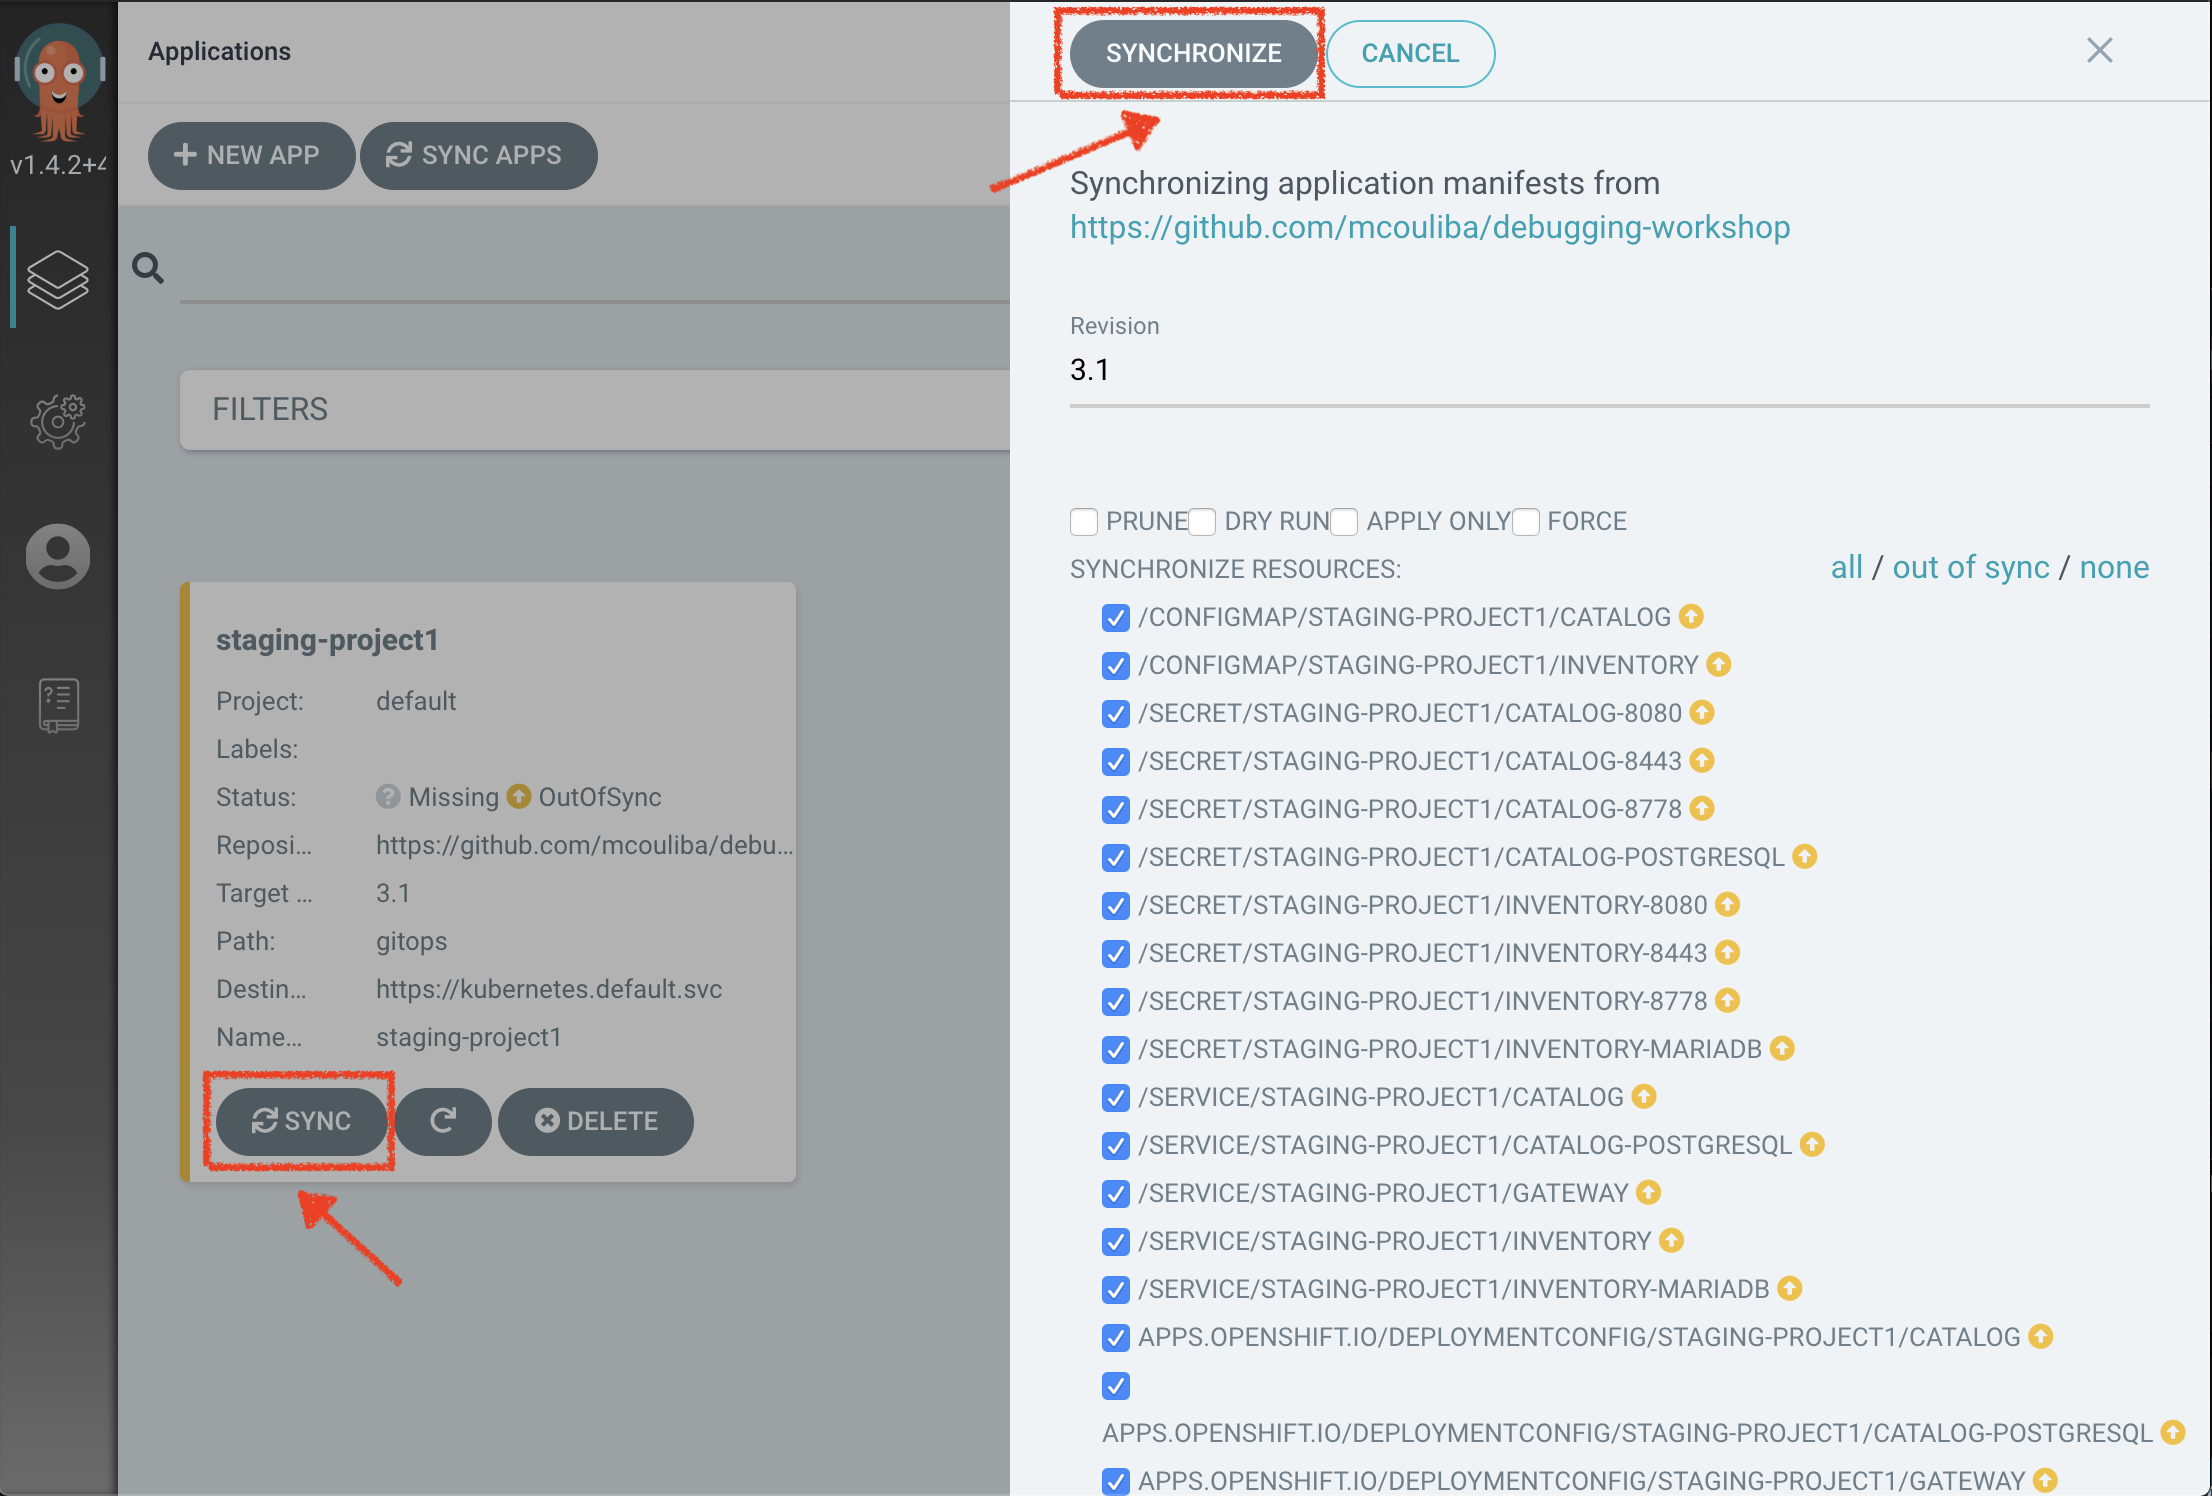 v1.4.2+4
Applications
NEW APP
SYNC APPS
FILTERS
staging-project1
Project: default
Labels:
Status: Missing OutOfSync
Reposi... https://github.com/mcouliba/debu...
Target ... 3.1
Path: gitops
Destin... https://kubernetes.default.svc
Name... staging-project1
SYNC
DELETE
SYNCHRONIZE
CANCEL
Synchronizing application manifests from
https://github.com/mcouliba/debugging-workshop
Revision
3.1
PRUNE DRY RUN APPLY ONLY FORCE
SYNCHRONIZE RESOURCES: all / out of sync / none
/CONFIGMAP/STAGING-PROJECT1/CATALOG
/CONFIGMAP/STAGING-PROJECT1/INVENTORY
/SECRET/STAGING-PROJECT1/CATALOG-8080
/SECRET/STAGING-PROJECT1/CATALOG-8443
/SECRET/STAGING-PROJECT1/CATALOG-8778
/SECRET/STAGING-PROJECT1/CATALOG-POSTGRESQL
/SECRET/STAGING-PROJECT1/INVENTORY-8080
/SECRET/STAGING-PROJECT1/INVENTORY-8443
/SECRET/STAGING-PROJECT1/INVENTORY-8778
/SECRET/STAGING-PROJECT1/INVENTORY-MARIADB
/SERVICE/STAGING-PROJECT1/CATALOG
/SERVICE/STAGING-PROJECT1/CATALOG-POSTGRESQL
/SERVICE/STAGING-PROJECT1/GATEWAY
/SERVICE/STAGING-PROJECT1/INVENTORY
/SERVICE/STAGING-PROJECT1/INVENTORY-MARIADB
APPS.OPENSHIFT.IO/DEPLOYMENTCONFIG/STAGING-PROJECT1/CATALOG
APPS.OPENSHIFT.IO/DEPLOYMENTCONFIG/STAGING-PROJECT1/CATALOG-POSTGRESQL
APPS.OPENSHIFT.IO/DEPLOYMENTCONFIG/STAGING-PROJECT1/GATEWAY